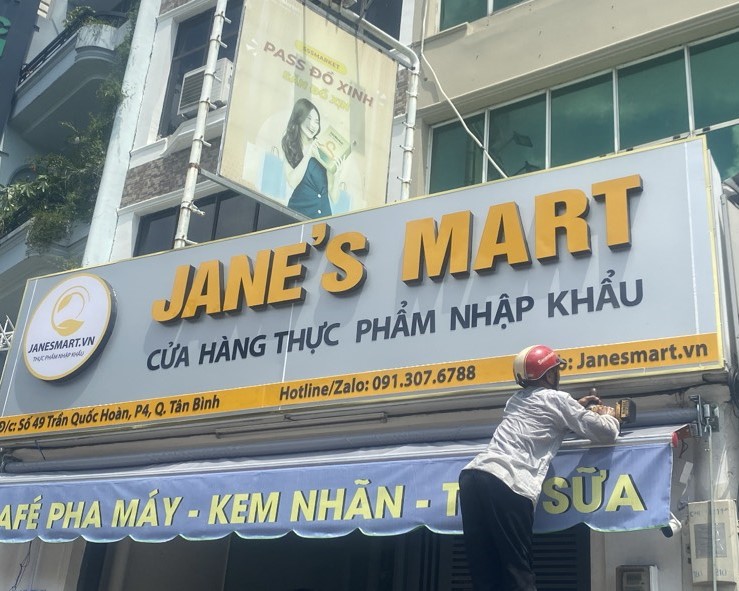 PASS ĐỒ XINH
JANE'S MART
CỬA HÀNG THỰC PHẨM NHẬP KHẨU
JANESMART.VN
THỰC PHẨM NHẬP KHẨU
Đ/c: Số 49 Trần Quốc Hoàn, P4, Q. Tân Bình
Hotline/Zalo: 091.307.6788
: Janesmart.vn
AFÉ PHA MÁY - KEM NHÃN - SỮA